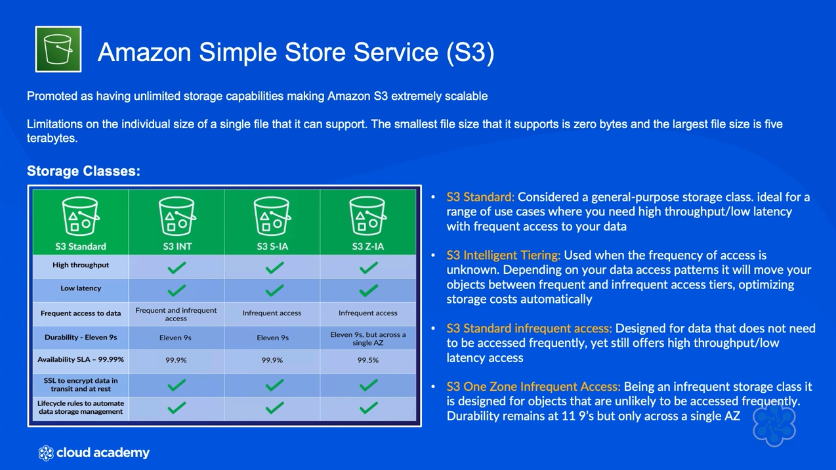 Amazon Simple Store Service (S3)
Promoted as having unlimited storage capabilities making Amazon S3 extremely scalable
Limitations on the individual size of a single file that it can support. The smallest file size that it supports is zero bytes and the largest file size is five
terabytes.
Storage Classes:
S3 Standard S3 INT S3 S-IA S3 Z-IA
High throughput
Low latency
Frequent access to data Frequent and infrequent access Infrequent access Infrequent access
Durability - Eleven 9s Eleven 9s Eleven 9s Eleven 9s, but across a single AZ
Availability SLA – 99.99% 99.9% 99.9% 99.5%
SSL to encrypt data in transit and at rest
Lifecycle rules to automate data storage management
• S3 Standard: Considered a general-purpose storage class. ideal for a
range of use cases where you need high throughput/low latency
with frequent access to your data
• S3 Intelligent Tiering: Used when the frequency of access is
unknown. Depending on your data access patterns it will move your
objects between frequent and infrequent access tiers, optimizing
storage costs automatically
• S3 Standard infrequent access: Designed for data that does not need
to be accessed frequently, yet still offers high throughput/low
latency access
• S3 One Zone Infrequent Access: Being an infrequent storage class it
is designed for objects that are unlikely to be accessed frequently.
Durability remains at 11 9's but only across a single AZ
cloud academy